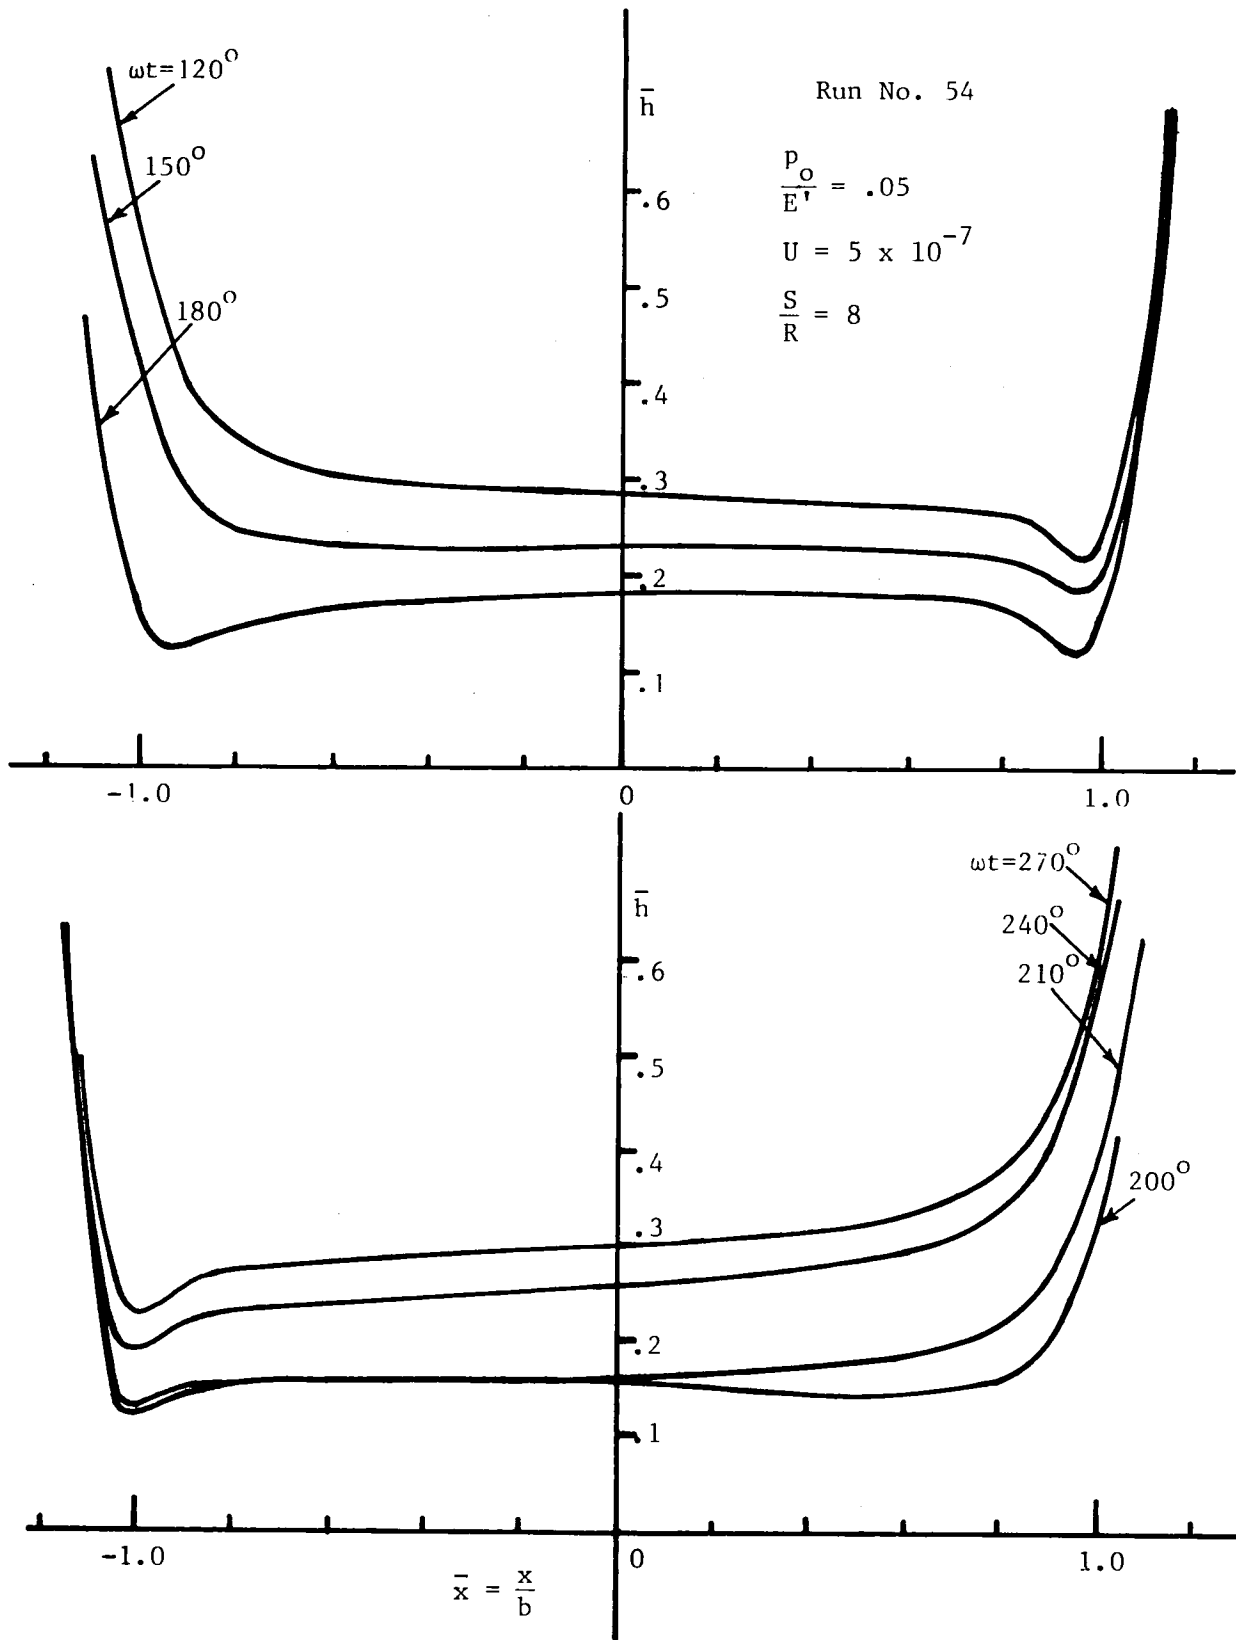 ωt=120°
h̄
Run No. 54
150°
p₀/E' = .05
.6
U = 5 x 10⁻⁷
.5
180°
S/R = 8
.4
.3
.2
.1
-1.0
0
1.0
ωt=270°
h̄
240°
.6
210°
.5
.4
200°
.3
.2
.1
-1.0
0
1.0
x̄ = x/b